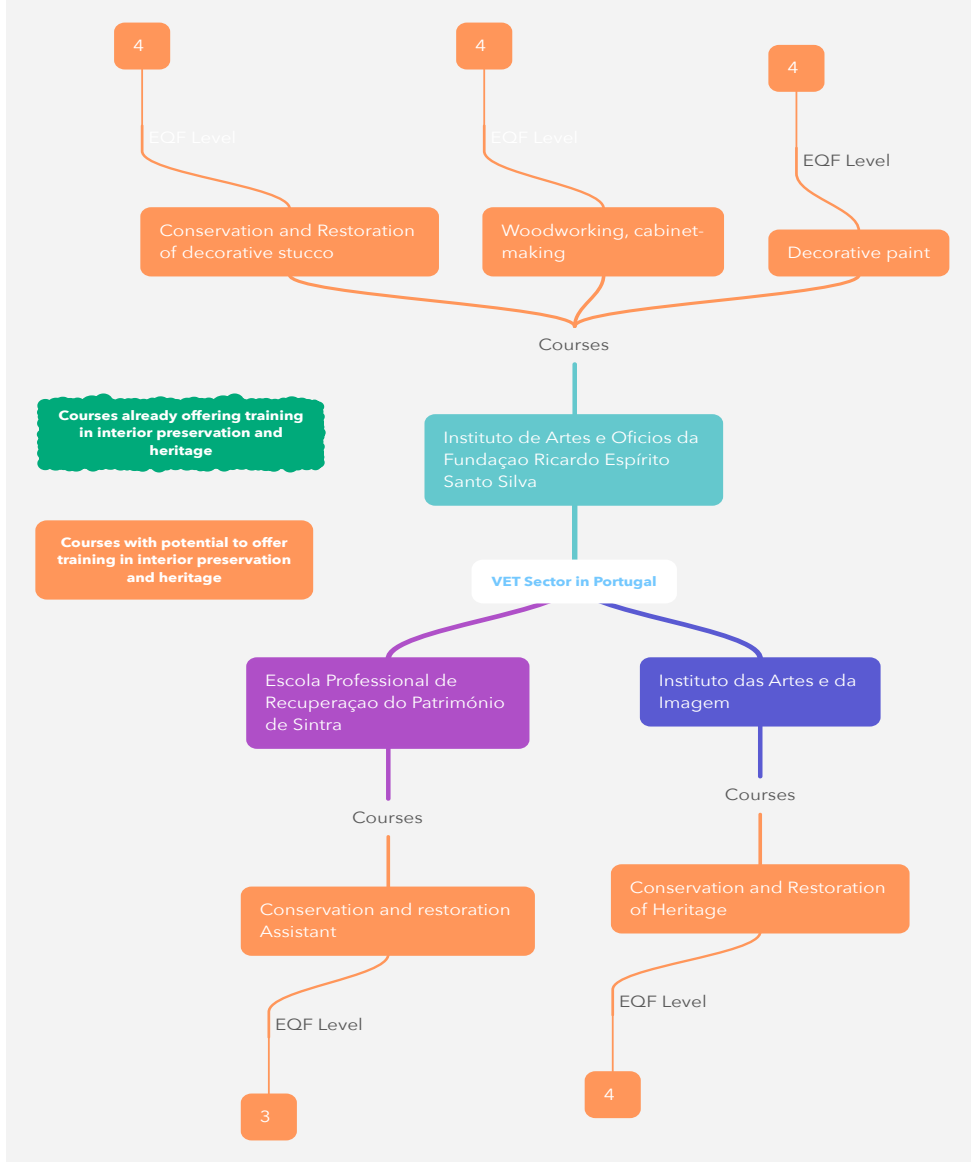 4
4
4
EQF Level
EQF Level
EQF Level
Conservation and Restoration
of decorative stucco
Woodworking, cabinet-
making
Decorative paint
Courses
Courses already offering training
in interior preservation and
heritage
Instituto de Artes e Oficios da
Fundaçao Ricardo Espírito
Santo Silva
Courses with potential to offer
training in interior preservation
and heritage
VET Sector in Portugal
Escola Professional de
Recuperaçao do Património
de Sintra
Instituto das Artes e da
Imagem
Courses
Courses
Conservation and restoration
Assistant
Conservation and Restoration
of Heritage
EQF Level
EQF Level
3
4